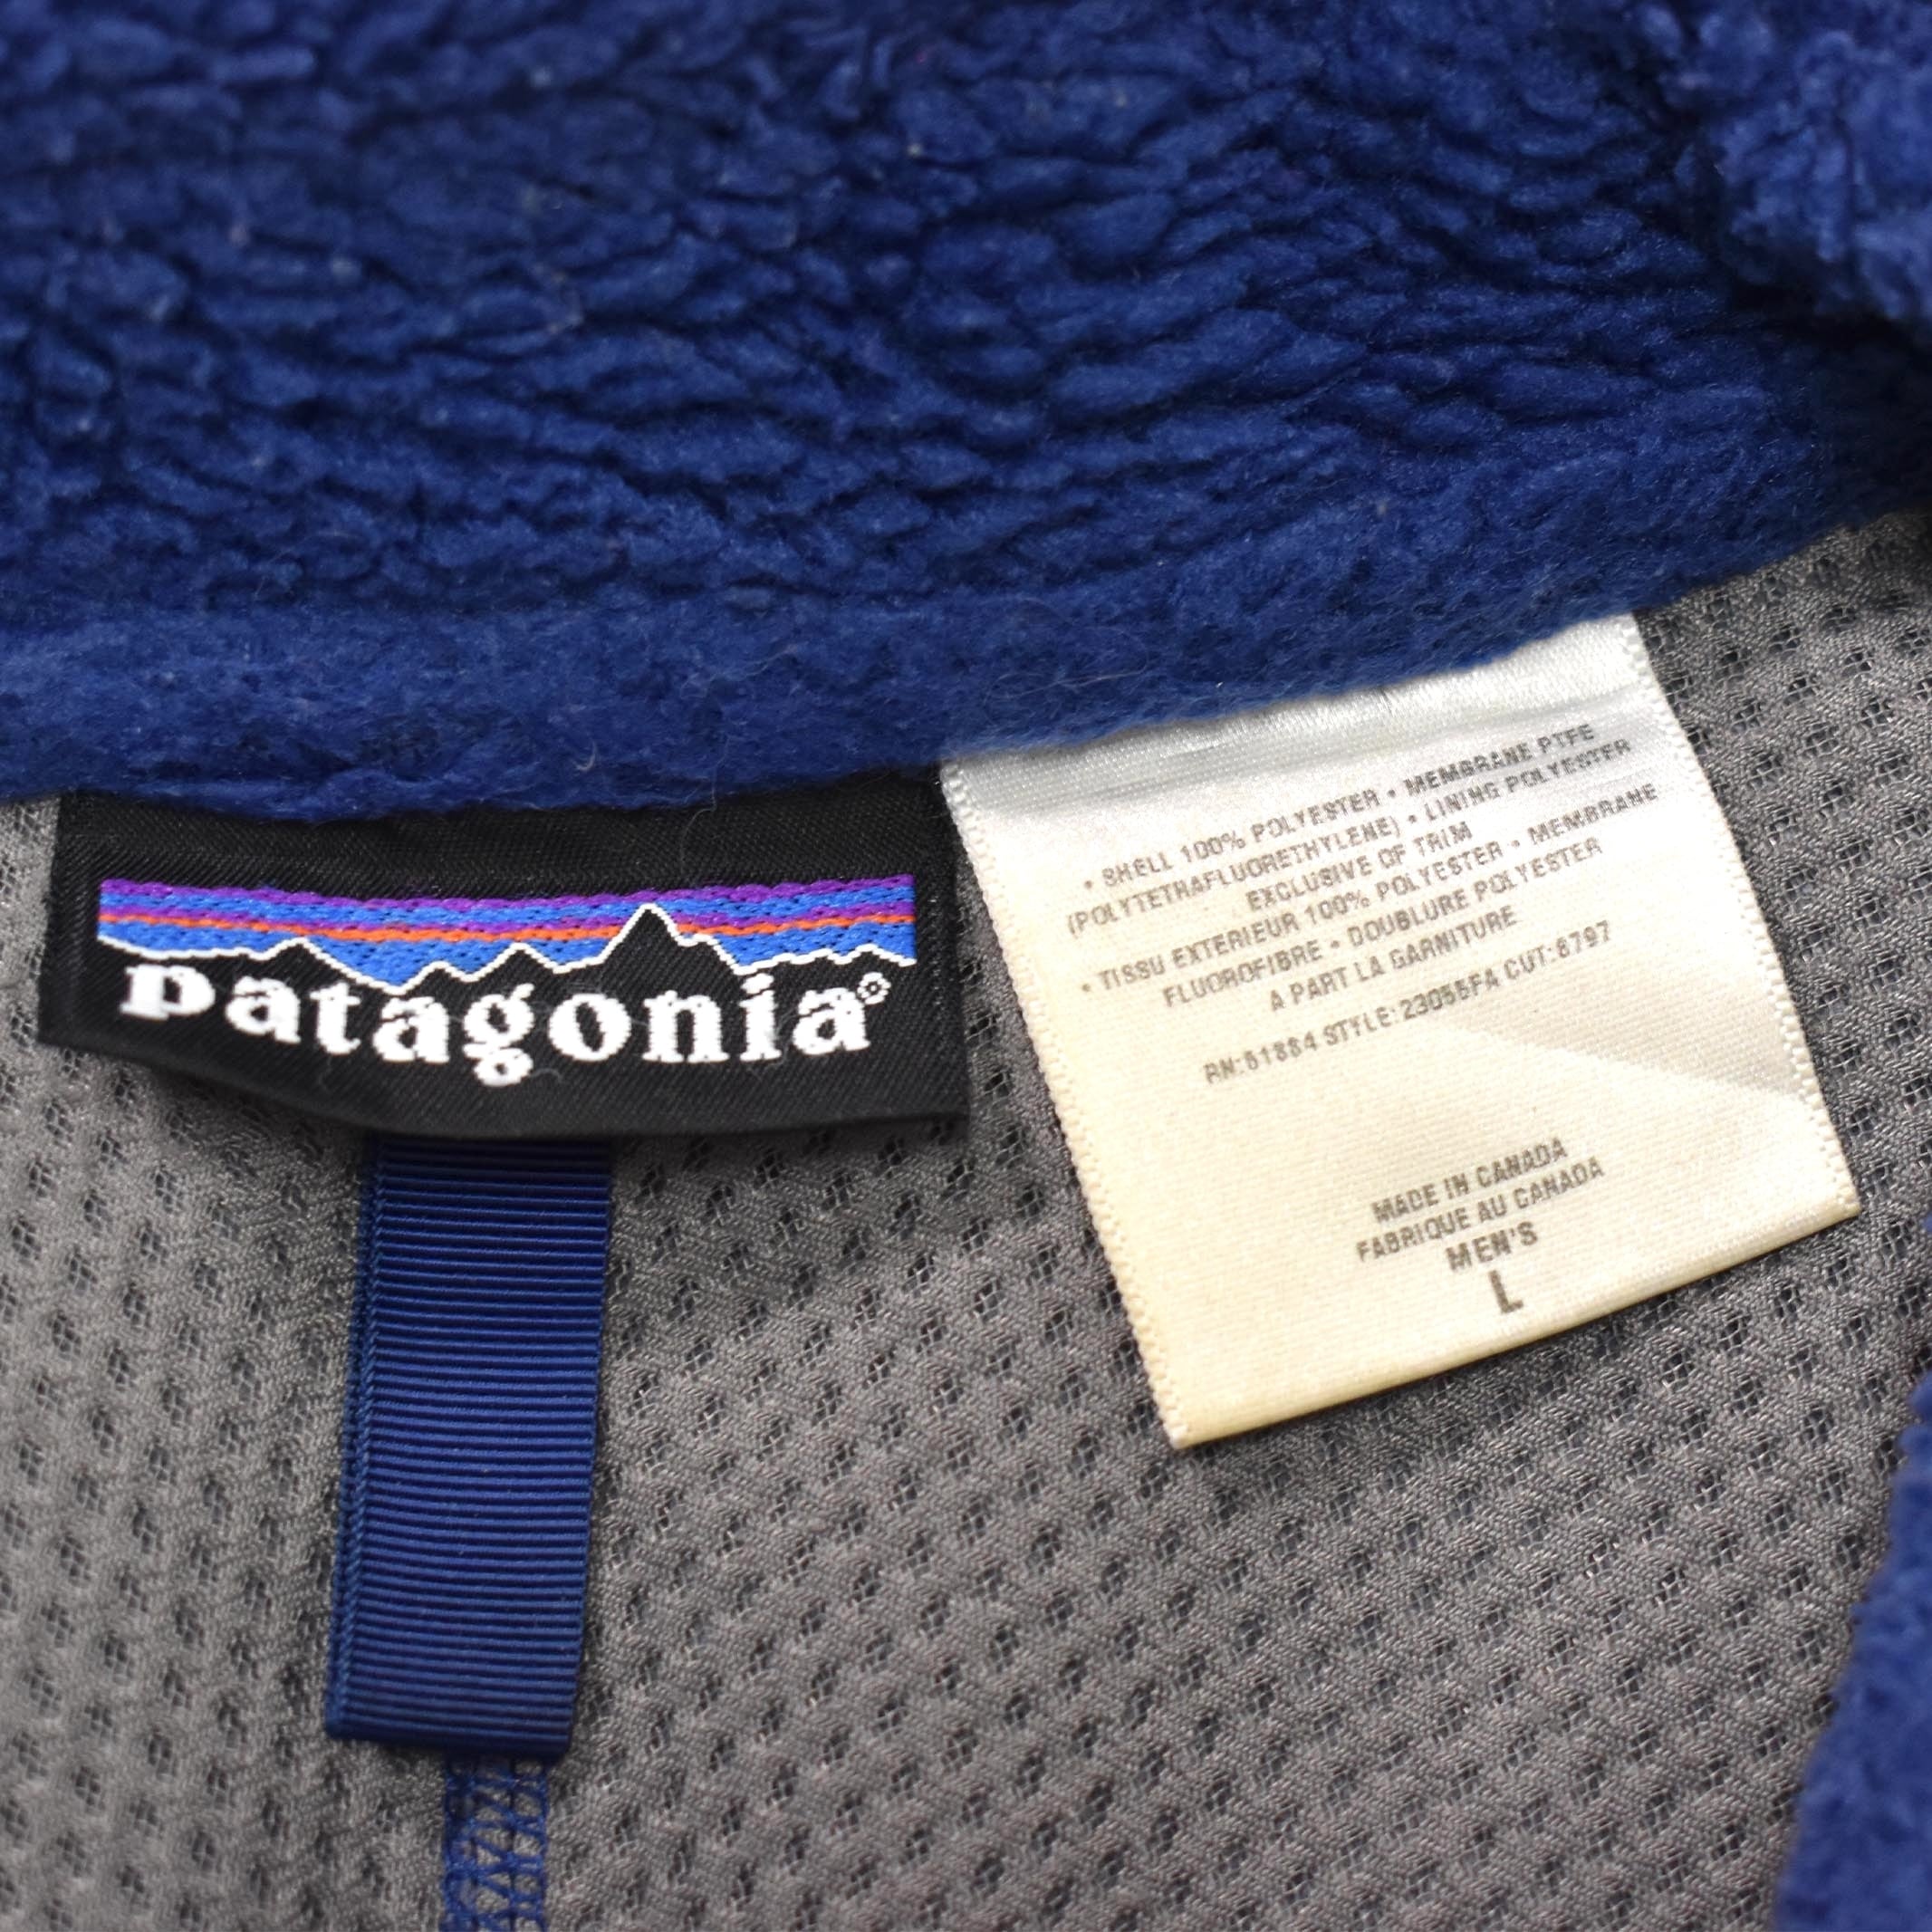 patagonia®
• SHELL 100% POLYESTER • MEMBRANE PTFE
(POLYTETRAFLUORETHYLENE) • LINING POLYESTER
EXCLUSIVE OF TRIM
• TISSU EXTERIEUR 100% POLYESTER • MEMBRANE
FLUOROFIBRE • DOUBLURE POLYESTER
A PART LA GARNITURE
RN:51884 STYLE:23055FA CUT:6797
MADE IN CANADA
FABRIQUE AU CANADA
MEN'S
L